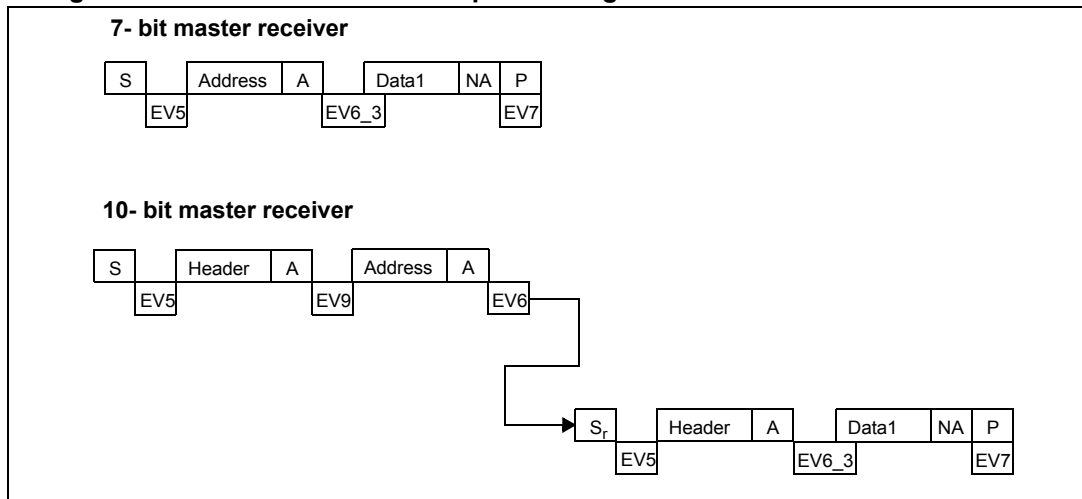 7- bit master receiver
S Address A Data1 NA P
EV5 EV6_3 EV7
10- bit master receiver
S Header A Address A
EV5 EV9 EV6
Sr Header A Data1 NA P
EV5 EV6_3 EV7